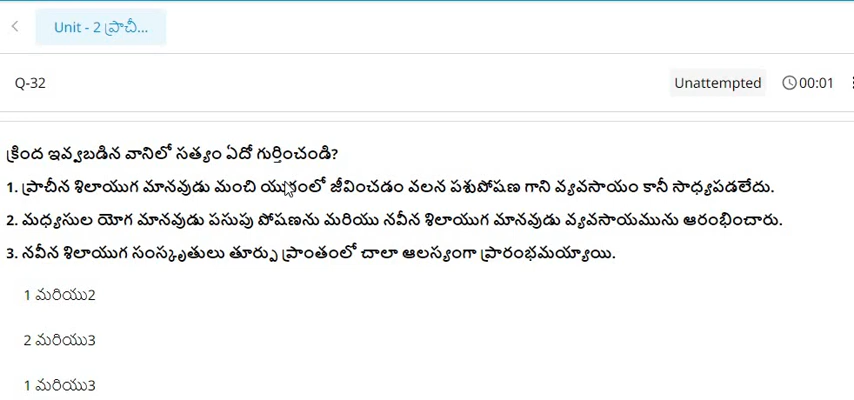 Unit - 2 ప్రాచీ...
Q-32
Unattempted
00:01
క్రింద ఇవ్వబడిన వానిలో సత్యం ఏదో గుర్తించండి?
1. ప్రాచీన శిలాయుగ మానవుడు మంచి యుగంలో జీవించడం వలన పశుపోషణ గాని వ్యవసాయం కానీ సాధ్యపడలేదు.
2. మధ్యసుల యోగ మానవుడు పసుపు పోషణను మరియు నవీన శిలాయుగ మానవుడు వ్యవసాయమును ఆరంభించారు.
3. నవీన శిలాయుగ సంస్కృతులు తూర్పు ప్రాంతంలో చాలా ఆలస్యంగా ప్రారంభమయ్యాయి.
1 మరియు2
2 మరియు3
1 మరియు3